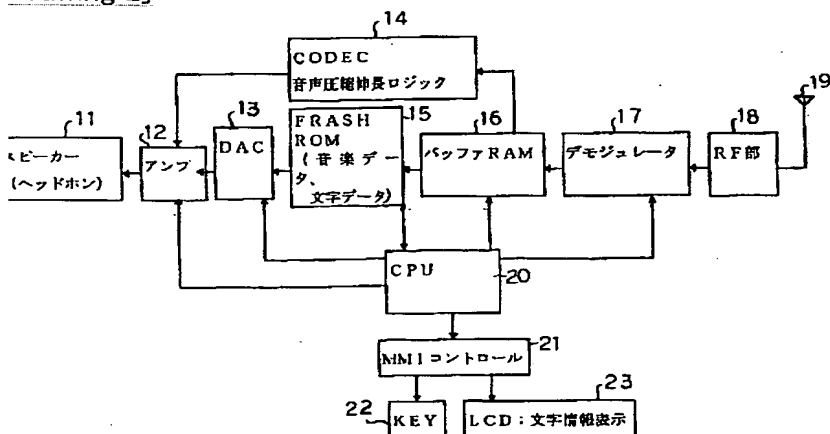 14
CODEC
音声圧縮伸長ロジック
19
11
12
13
15
16
17
18
スピーカー
(ヘッドホン)
アンプ
DAC
FRASH
ROM
(音楽デー
タ、
文字データ)
バッファRAM
デモジュレータ
RF部
CPU
20
MMIコントロール
21
22
KEY
23
LCD:文字情報表示